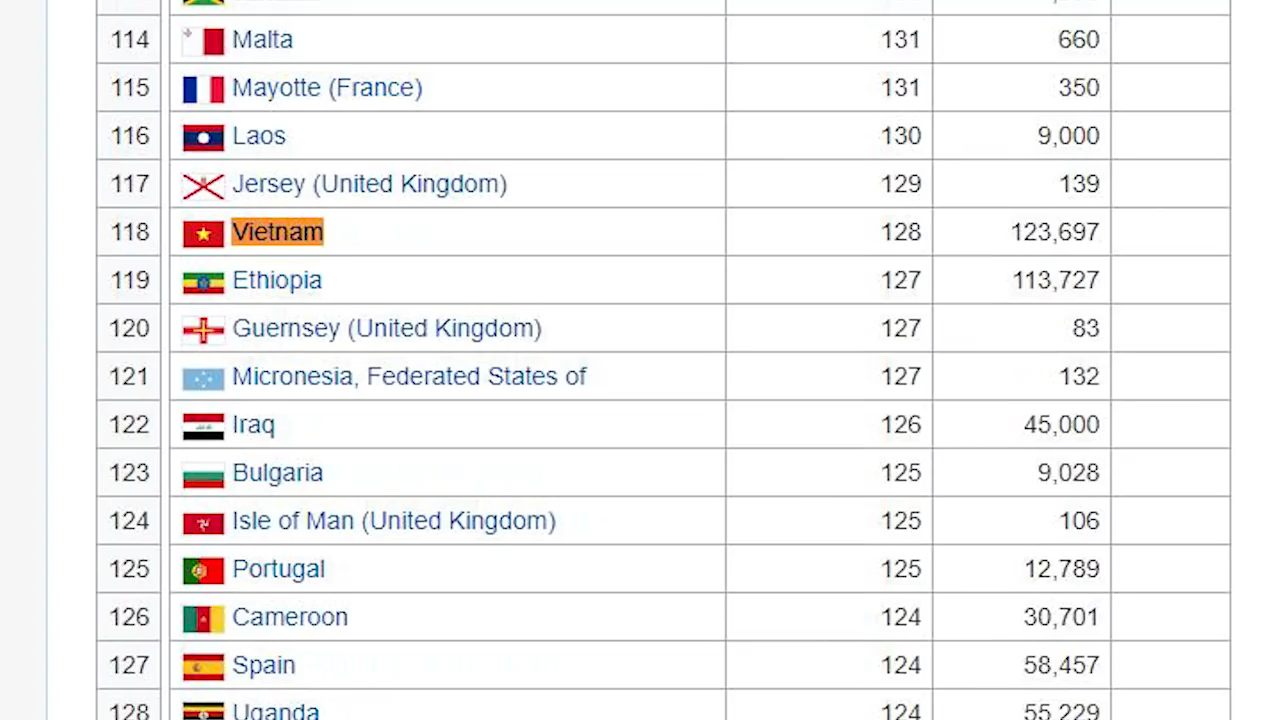 114 Malta 131 660
115 Mayotte (France) 131 350
116 Laos 130 9,000
117 Jersey (United Kingdom) 129 139
118 Vietnam 128 123,697
119 Ethiopia 127 113,727
120 Guernsey (United Kingdom) 127 83
121 Micronesia, Federated States of 127 132
122 Iraq 126 45,000
123 Bulgaria 125 9,028
124 Isle of Man (United Kingdom) 125 106
125 Portugal 125 12,789
126 Cameroon 124 30,701
127 Spain 124 58,457
128 Uganda 124 55,229